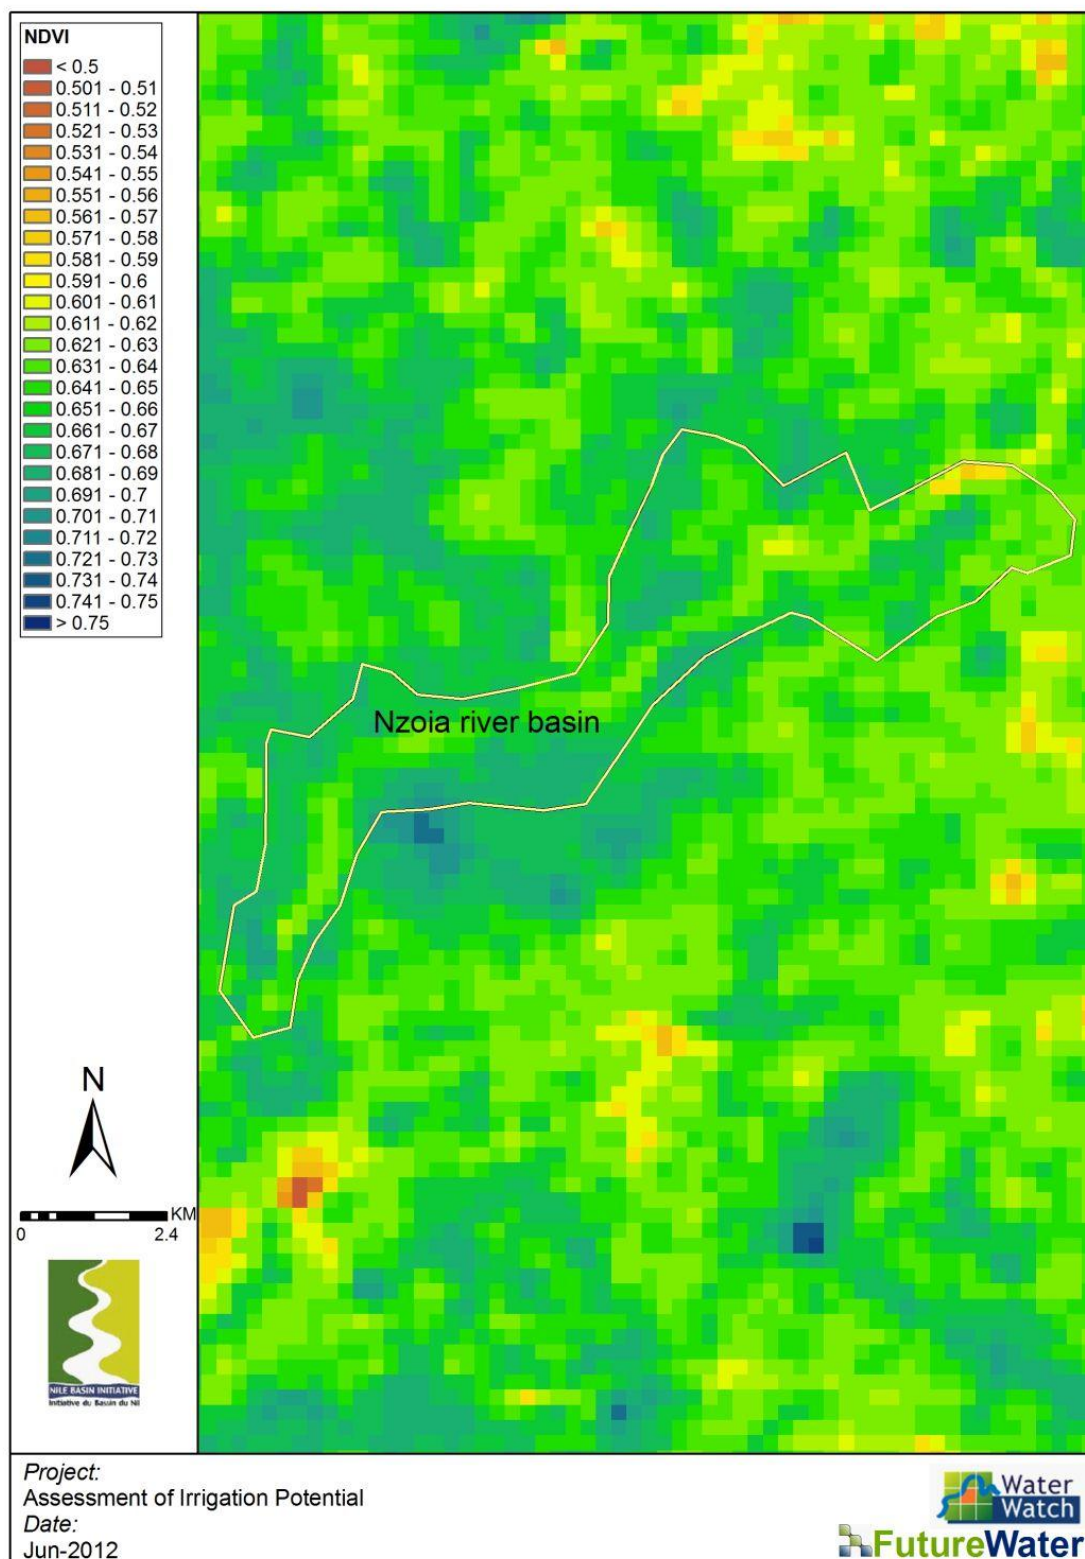 NDVI
< 0.5
0.501 - 0.51
0.511 - 0.52
0.521 - 0.53
0.531 - 0.54
0.541 - 0.55
0.551 - 0.56
0.561 - 0.57
0.571 - 0.58
0.581 - 0.59
0.591 - 0.6
0.601 - 0.61
0.611 - 0.62
0.621 - 0.63
0.631 - 0.64
0.641 - 0.65
0.651 - 0.66
0.661 - 0.67
0.671 - 0.68
0.681 - 0.69
0.691 - 0.7
0.701 - 0.71
0.711 - 0.72
0.721 - 0.73
0.731 - 0.74
0.741 - 0.75
> 0.75
Nzoia river basin
N
KM
0 2.4
NILE BASIN INITIATIVE
Initiative du Bassin du Nil
Project:
Assessment of Irrigation Potential
Date:
Jun-2012
Water
Watch
FutureWater